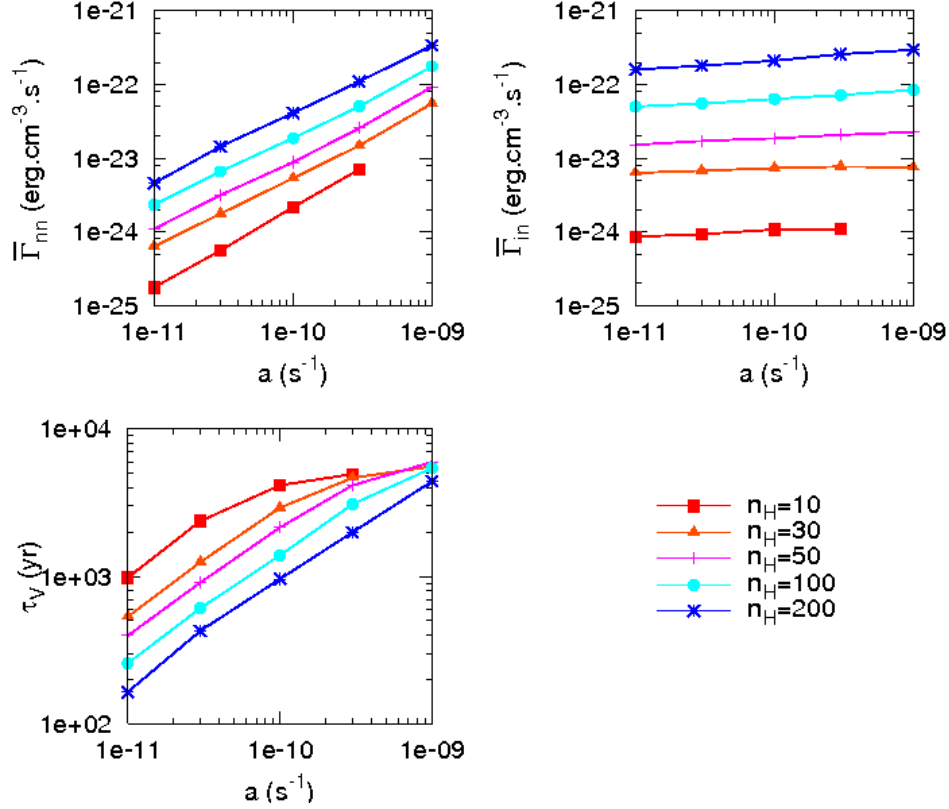 1e-21
1e-22
1e-23
1e-24
1e-25
Γ̅nn (erg.cm-3.s-1)
1e-11 1e-10 1e-09
a (s-1)
1e-21
1e-22
1e-23
1e-24
1e-25
Γ̅in (erg.cm-3.s-1)
1e-11 1e-10 1e-09
a (s-1)
1e+04
1e+03
1e+02
τV (yr)
1e-11 1e-10 1e-09
a (s-1)
nH=10
nH=30
nH=50
nH=100
nH=200